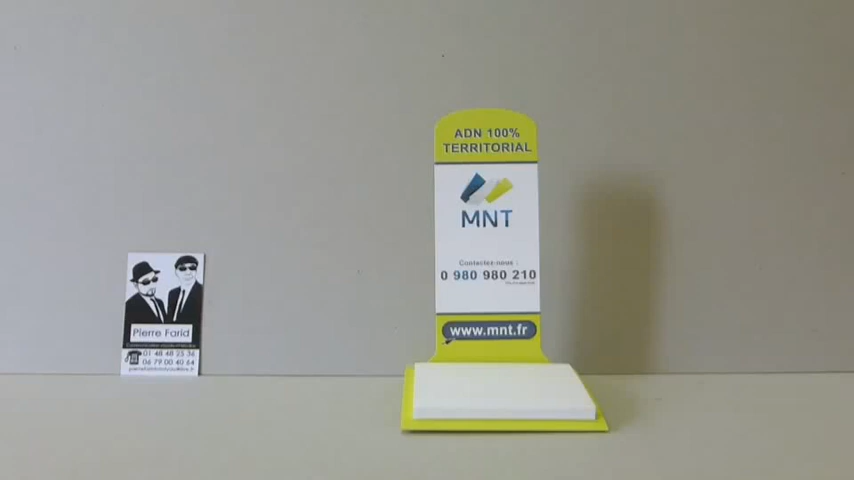 ADN 100%
TERRITORIAL
MNT
Contactez-nous :
0 980 980 210
www.mnt.fr
Pierre Farid
01 48 48 25 36
06 79 00 40 64